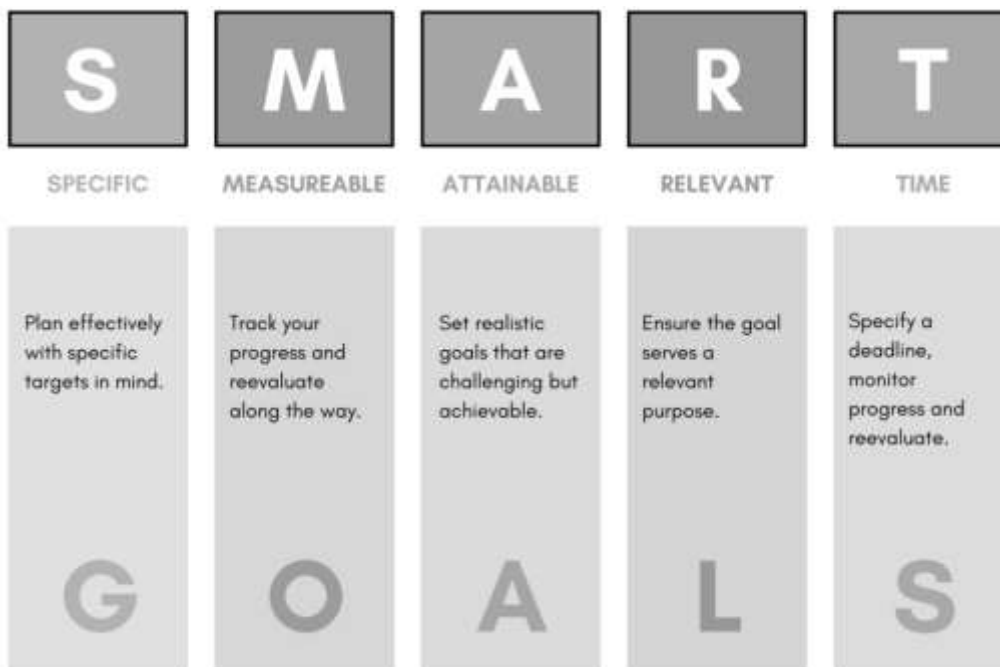 S M A R T
SPECIFIC MEASUREABLE ATTAINABLE RELEVANT TIME
Plan effectively
with specific
targets in mind.
Track your
progress and
reevaluate
along the way.
Set realistic
goals that are
challenging but
achievable.
Ensure the goal
serves a
relevant
purpose.
Specify a
deadline,
monitor
progress and
reevaluate.
G O A L S